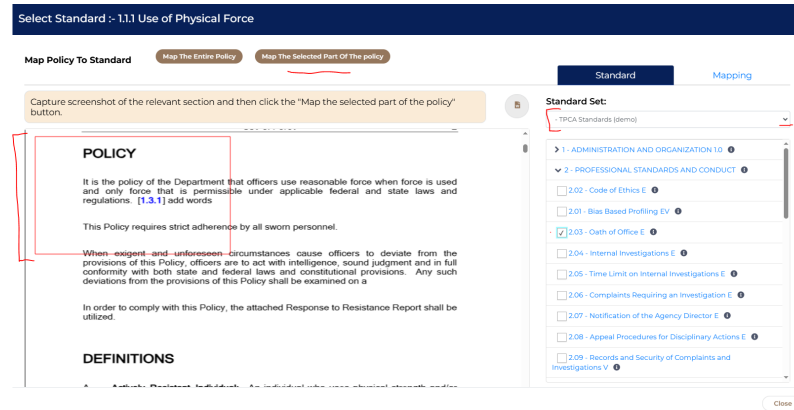 Select Standard :- 1.1.1 Use of Physical Force
Map Policy To Standard
Map The Entire Policy
Map The Selected Part Of The policy
Standard
Mapping
Capture screenshot of the relevant section and then click the "Map the selected part of the policy"
button.
POLICY
It is the policy of the Department that officers use reasonable force when force is used
and only force that is permissible under applicable federal and state laws and
regulations. [1.3.1] add words
This Policy requires strict adherence by all sworn personnel.
When exigent and unforeseen circumstances cause officers to deviate from the
provisions of this Policy, officers are to act with intelligence, sound judgment and in full
conformity with both state and federal laws and constitutional provisions. Any such
deviations from the provisions of this Policy shall be examined on a
In order to comply with this Policy, the attached Response to Resistance Report shall be
utilized.
DEFINITIONS
Standard Set:
- TPCA Standards (demo)
1 - ADMINISTRATION AND ORGANIZATION 1.0
2 - PROFESSIONAL STANDARDS AND CONDUCT
2.02 - Code of Ethics E
2.01 - Bias Based Profiling EV
- 2.03 - Oath of Office E
2.04 - Internal Investigations E
2.05 - Time Limit on Internal Investigations E
2.06 - Complaints Requiring an Investigation E
2.07 - Notification of the Agency Director E
2.08 - Appeal Procedures for Disciplinary Actions E
2.09 - Records and Security of Complaints and
Investigations V
Close